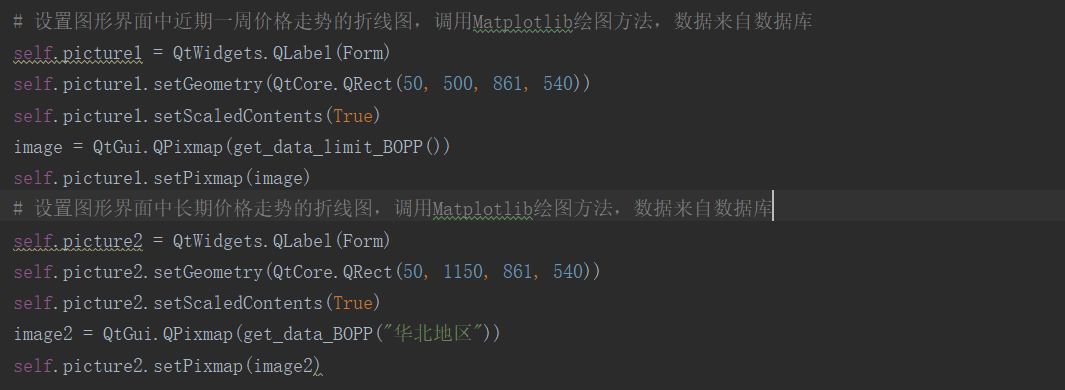 # 设置图形界面中近期一周价格走势的折线图，调用Matplotlib绘图方法，数据来自数据库
self.picture1 = QtWidgets.QLabel(Form)
self.picture1.setGeometry(QtCore.QRect(50, 500, 861, 540))
self.picture1.setScaledContents(True)
image = QtGui.QPixmap(get_data_limit_BOPP())
self.picture1.setPixmap(image)
# 设置图形界面中长期价格走势的折线图，调用Matplotlib绘图方法，数据来自数据库
self.picture2 = QtWidgets.QLabel(Form)
self.picture2.setGeometry(QtCore.QRect(50, 1150, 861, 540))
self.picture2.setScaledContents(True)
image2 = QtGui.QPixmap(get_data_BOPP("华北地区"))
self.picture2.setPixmap(image2)